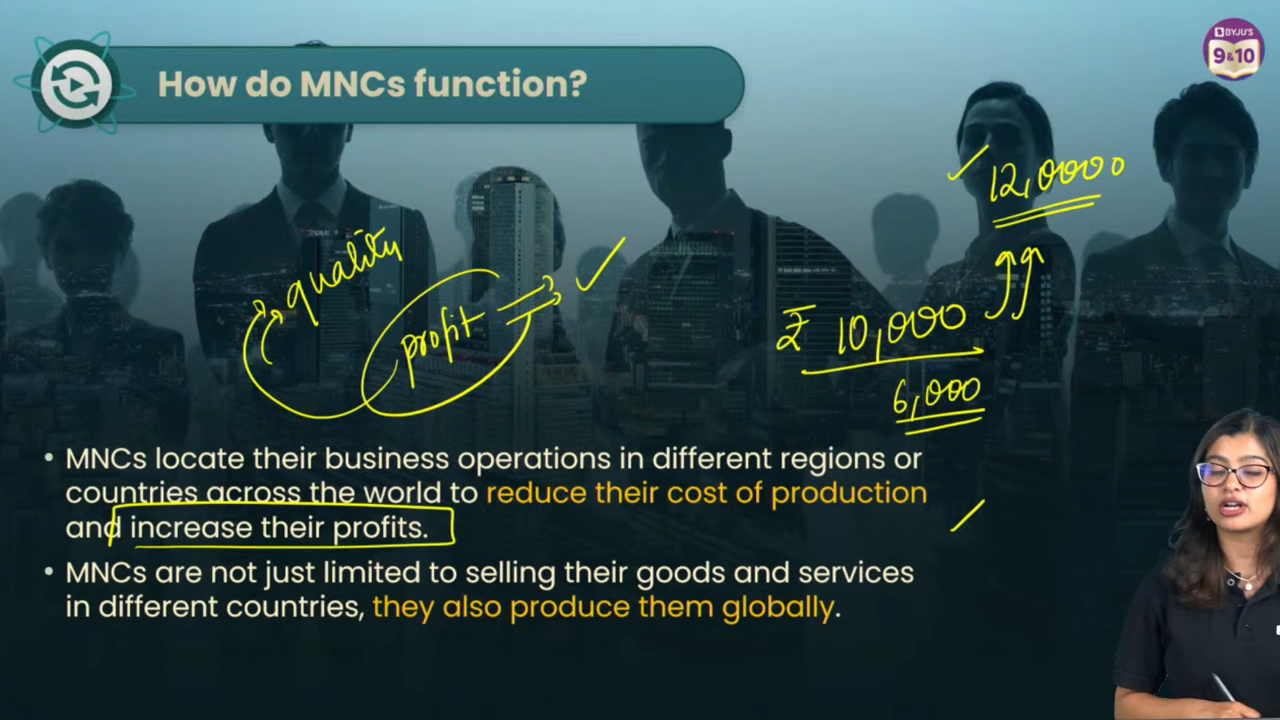 BYJU'S
9&10
How do MNCs function?
12,0000
quality
profit
₹ 10,000
6,000
• MNCs locate their business operations in different regions or
countries across the world to reduce their cost of production
and increase their profits.
• MNCs are not just limited to selling their goods and services
in different countries, they also produce them globally.